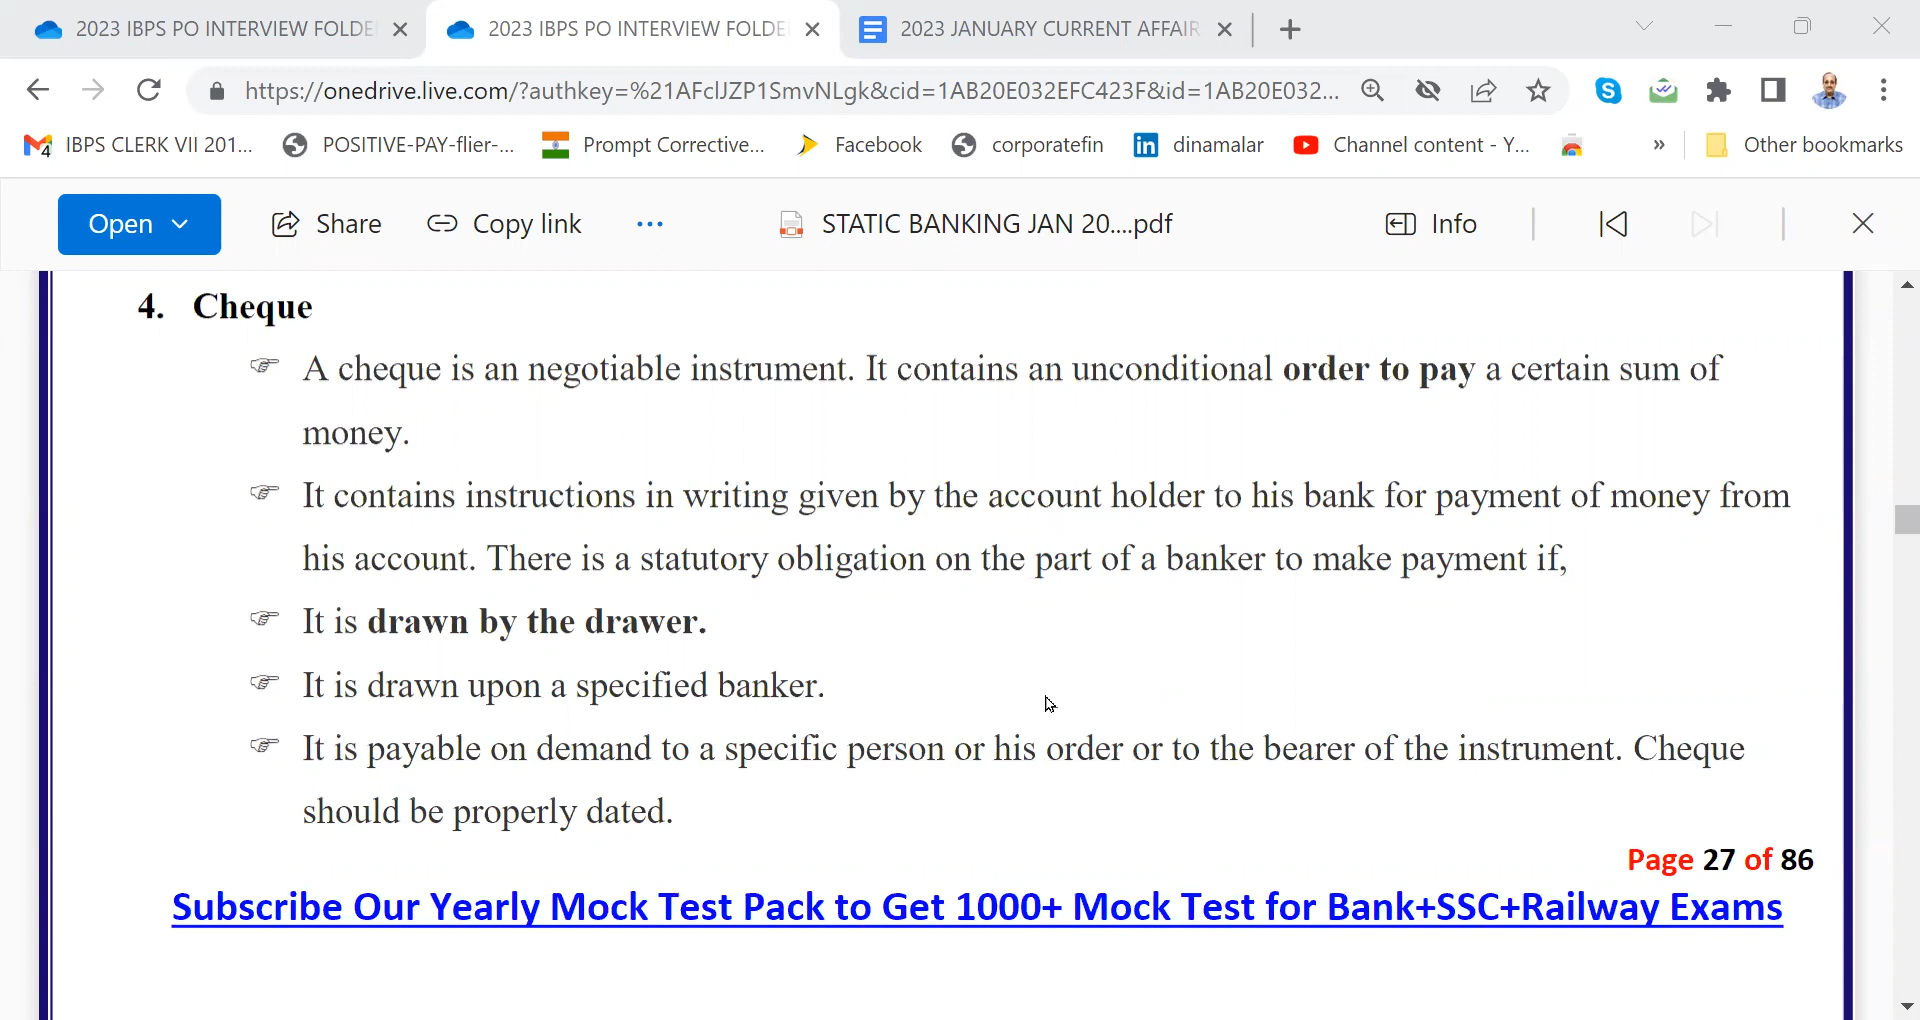 2023 IBPS PO INTERVIEW FOLDE
2023 IBPS PO INTERVIEW FOLDE
2023 JANUARY CURRENT AFFAIR
https://onedrive.live.com/?authkey=%21AFclJZP1SmvNLgk&cid=1AB20E032EFC423F&id=1AB20E032...
IBPS CLERK VII 201...
POSITIVE-PAY-flier-...
Prompt Corrective...
Facebook
corporatefin
dinamalar
Channel content - Y...
»
Other bookmarks
Open
Share
Copy link
...
STATIC BANKING JAN 20....pdf
Info
4. Cheque
A cheque is an negotiable instrument. It contains an unconditional order to pay a certain sum of
money.
It contains instructions in writing given by the account holder to his bank for payment of money from
his account. There is a statutory obligation on the part of a banker to make payment if,
It is drawn by the drawer.
It is drawn upon a specified banker.
It is payable on demand to a specific person or his order or to the bearer of the instrument. Cheque
should be properly dated.
Page 27 of 86
Subscribe Our Yearly Mock Test Pack to Get 1000+ Mock Test for Bank+SSC+Railway Exams